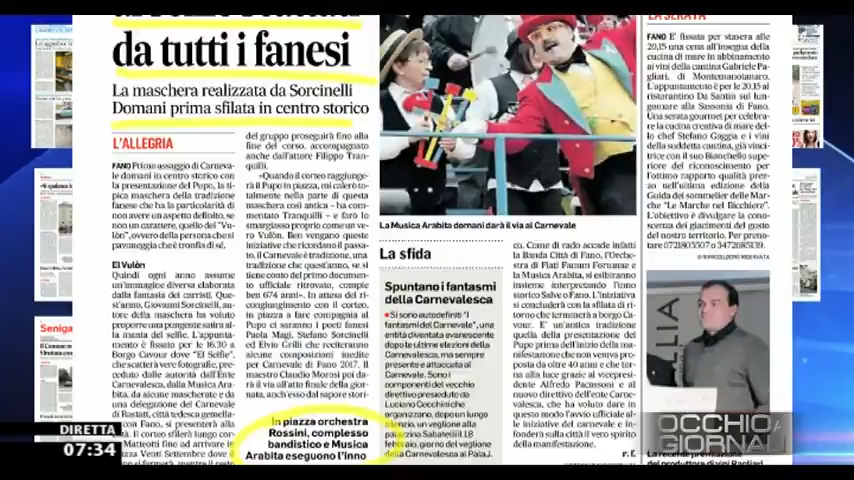 da tutti i fanesi
La maschera realizzata da Sorcinelli
Domani prima sfilata in centro storico
L'ALLEGRIA
FANO Primo assaggio di Carneva-
le domani in centro storico con
la presentazione del Pupo, la ti-
pica maschera della tradizione
fanese che ha la particolarità di
non avere un aspetto definito, se
non un carattere, quello del "Vu-
lòn", ovvero della persona che si
pavoneggia che è tronfia di sé.
El Vulòn
Quindi ogni anno assume
un'immagine diversa elaborata
dalla fantasia dei carristi. Que-
st'anno, Giovanni Sorcinelli, au-
tore della maschera ha voluto
proporre una pungente satira al-
la mania del selfie. L'appunta-
mento è fissato per le 16.30 a
Borgo Cavour dove "El Selfie",
che scatterà vere fotografie, pre-
ceduto dalle autorità dall'Ente
Carnevalesca, dalla Musica Ara-
bita, da alcune mascherate e da
una delegazione del Carnevale
di Rastatt, città tedesca gemella-
ta con Fano, si presenterà alla
città. Il corteo sfilerà lungo cor-
so Matteotti fino ad arrivare in
piazza Venti Settembre dove
del gruppo proseguirà fino alla
fine del corso, accompagnato
anche dall'attore Filippo Tran-
quilli.
«Quando il corteo raggiunge-
rà il Pupo in piazza, mi calerò to-
talmente nella parte di questa
maschera così antica – ha com-
mentato Tranquilli – e farò lo
smargiasso proprio come un ve-
ro Vulòn. Ben vengano queste
iniziative che ricordano il passa-
to, il Carnevale è tradizione, una
tradizione che quest'anno, se si
tiene conto del primo documen-
to ufficiale ritrovato, compie
ben 674 anni». In attesa del ri-
congiungimento con il corteo,
in piazza a fare compagnia al
Pupo ci saranno i poeti fanesi
Paola Magi, Stefano Sorcinelli
ed Elvio Grilli che reciteranno
alcune composizioni inedite
per Carnevale di Fano 2017. Il
maestro Claudio Morosi poi da-
rà il via all'atto finale della gior-
nata, anch'esso dal sapore stori-
In piazza orchestra
Rossini, complesso
bandistico e Musica
Arabita eseguono l'inno
La Musica Arabita domani darà il via al Carnevale
La sfida
Spuntano i fantasmi
della Carnevalesca
● Si sono autodefiniti "I
fantasmi del Carnevale", una
entità diventata evanescente
dopo le ultime elezioni della
Carnevalesca, ma sempre
presente e attaccata al
Carnevale. Sono i
componenti del vecchio
direttivo presieduto da
Luciano Cecchini che
organizzano, dopo un lungo
silenzio, un veglione alla
palazzina Sabatelli il 18
febbraio, giorno del veglione
della Carnevalesca al Pala J.
co. Come di rado accade infatti
la Banda Città di Fano, l'Orche-
stra di Fiati Fanum Fortunae e
la Musica Arabita, si esibiranno
insieme interpretando l'inno
storico Salve o Fano. L'iniziativa
si concluderà con la sfilata di ri-
torno che terminerà a borgo Ca-
vour. E' un'antica tradizione
quella della presentazione del
Pupo prima dell'inizio della ma-
nifestazione che non veniva pro-
posta da oltre 40 anni e che tor-
na alla luce grazie al vicepresi-
dente Alfredo Pacassoni e al
nuovo direttivo dell'ente Carne-
valesca, che ha voluto dare in
questo modo l'avvio ufficiale al-
le iniziative del carnevale e in-
fondere sulla città il vero spirito
della manifestazione.
r. f.
LA SERATA
FANO E' fissata per stasera alle
20,15 una cena all'insegna della
cucina di mare in abbinamento
ai vini della cantina Gabriele Pa-
gliari, di Montemaiotaro.
L'appuntamento è per le 20.15 al
ristorantino Da Santin sul lun-
gomare alla Sassonia di Fano.
Una serata gourmet per celebra-
re la cucina creativa di mare del-
lo chef Stefano Gaggia e i vini
della suddetta cantina, già vinci-
trice con il suo Bianchello supe-
riore del riconoscimento per
l'ottimo rapporto qualità prez-
zo nell'ultima edizione della
Guida dei sommelier delle Mar-
che "Le Marche nel Bicchiere".
L'obiettivo è divulgare la cono-
scenza dei giacimenti del gusto
del nostro territorio. Per preno-
tare 0721805507 o 3472685139.
© RIPRODUZIONE RISERVATA
DIRETTA
07:34
OCCHIO AI
GIORNALI
Senigal